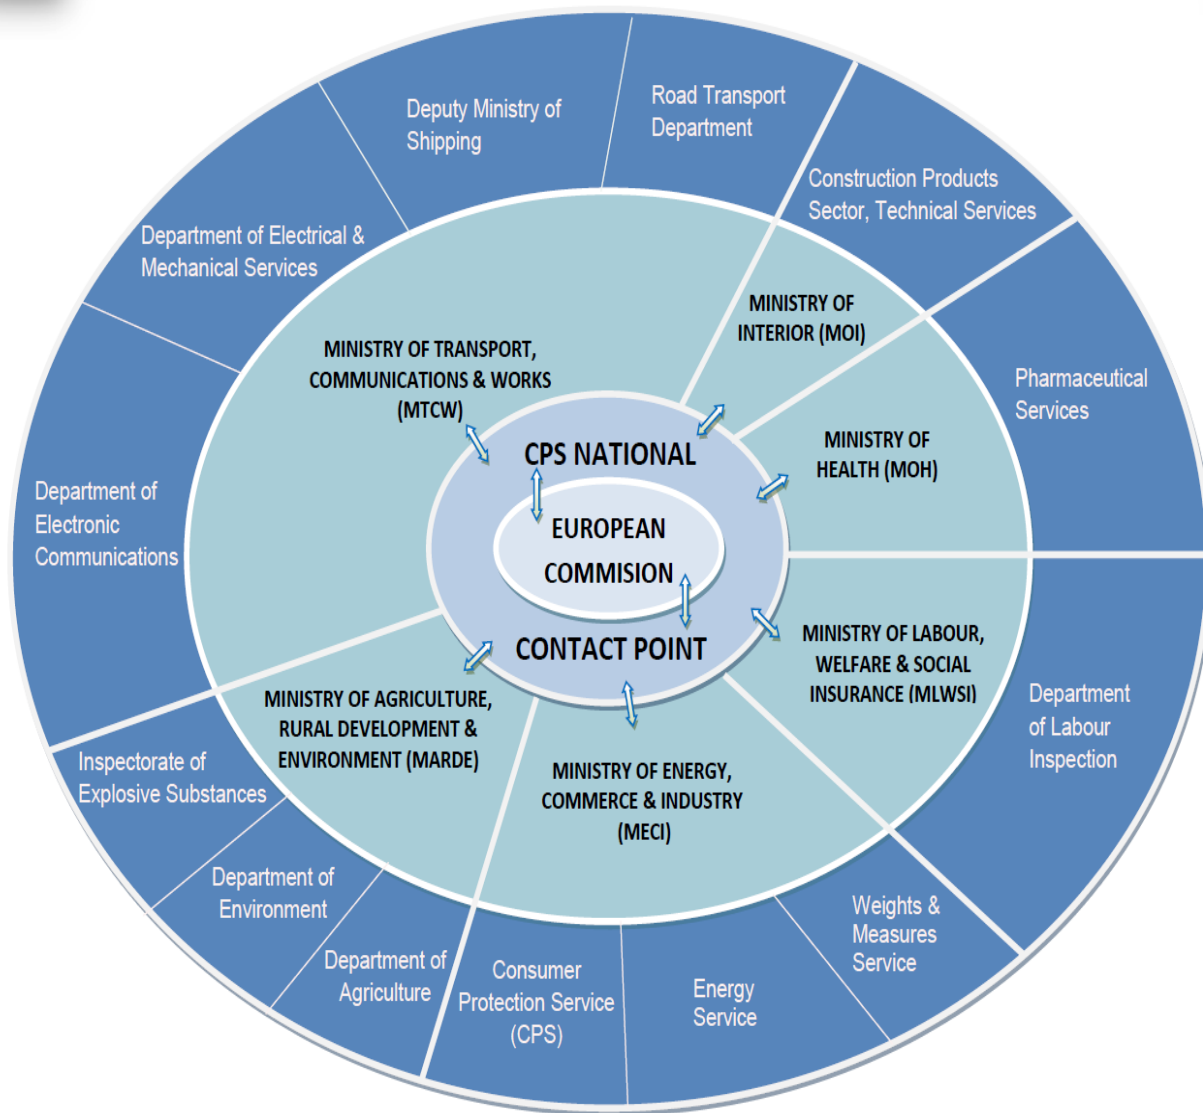 Deputy Ministry of
Shipping
Road Transport
Department
Construction Products
Sector, Technical Services
Department of Electrical &
Mechanical Services
Pharmaceutical
Services
Department of
Electronic
Communications
Department
of Labour
Inspection
Inspectorate of
Explosive Substances
Department of
Environment
Department of
Agriculture
Consumer
Protection Service
(CPS)
Energy
Service
Weights &
Measures
Service
MINISTRY OF TRANSPORT,
COMMUNICATIONS & WORKS
(MTCW)
MINISTRY OF
INTERIOR (MOI)
MINISTRY OF
HEALTH (MOH)
MINISTRY OF LABOUR,
WELFARE & SOCIAL
INSURANCE (MLWSI)
MINISTRY OF AGRICULTURE,
RURAL DEVELOPMENT &
ENVIRONMENT (MARDE)
MINISTRY OF ENERGY,
COMMERCE & INDUSTRY
(MECI)
CPS NATIONAL
EUROPEAN
COMMISION
CONTACT POINT